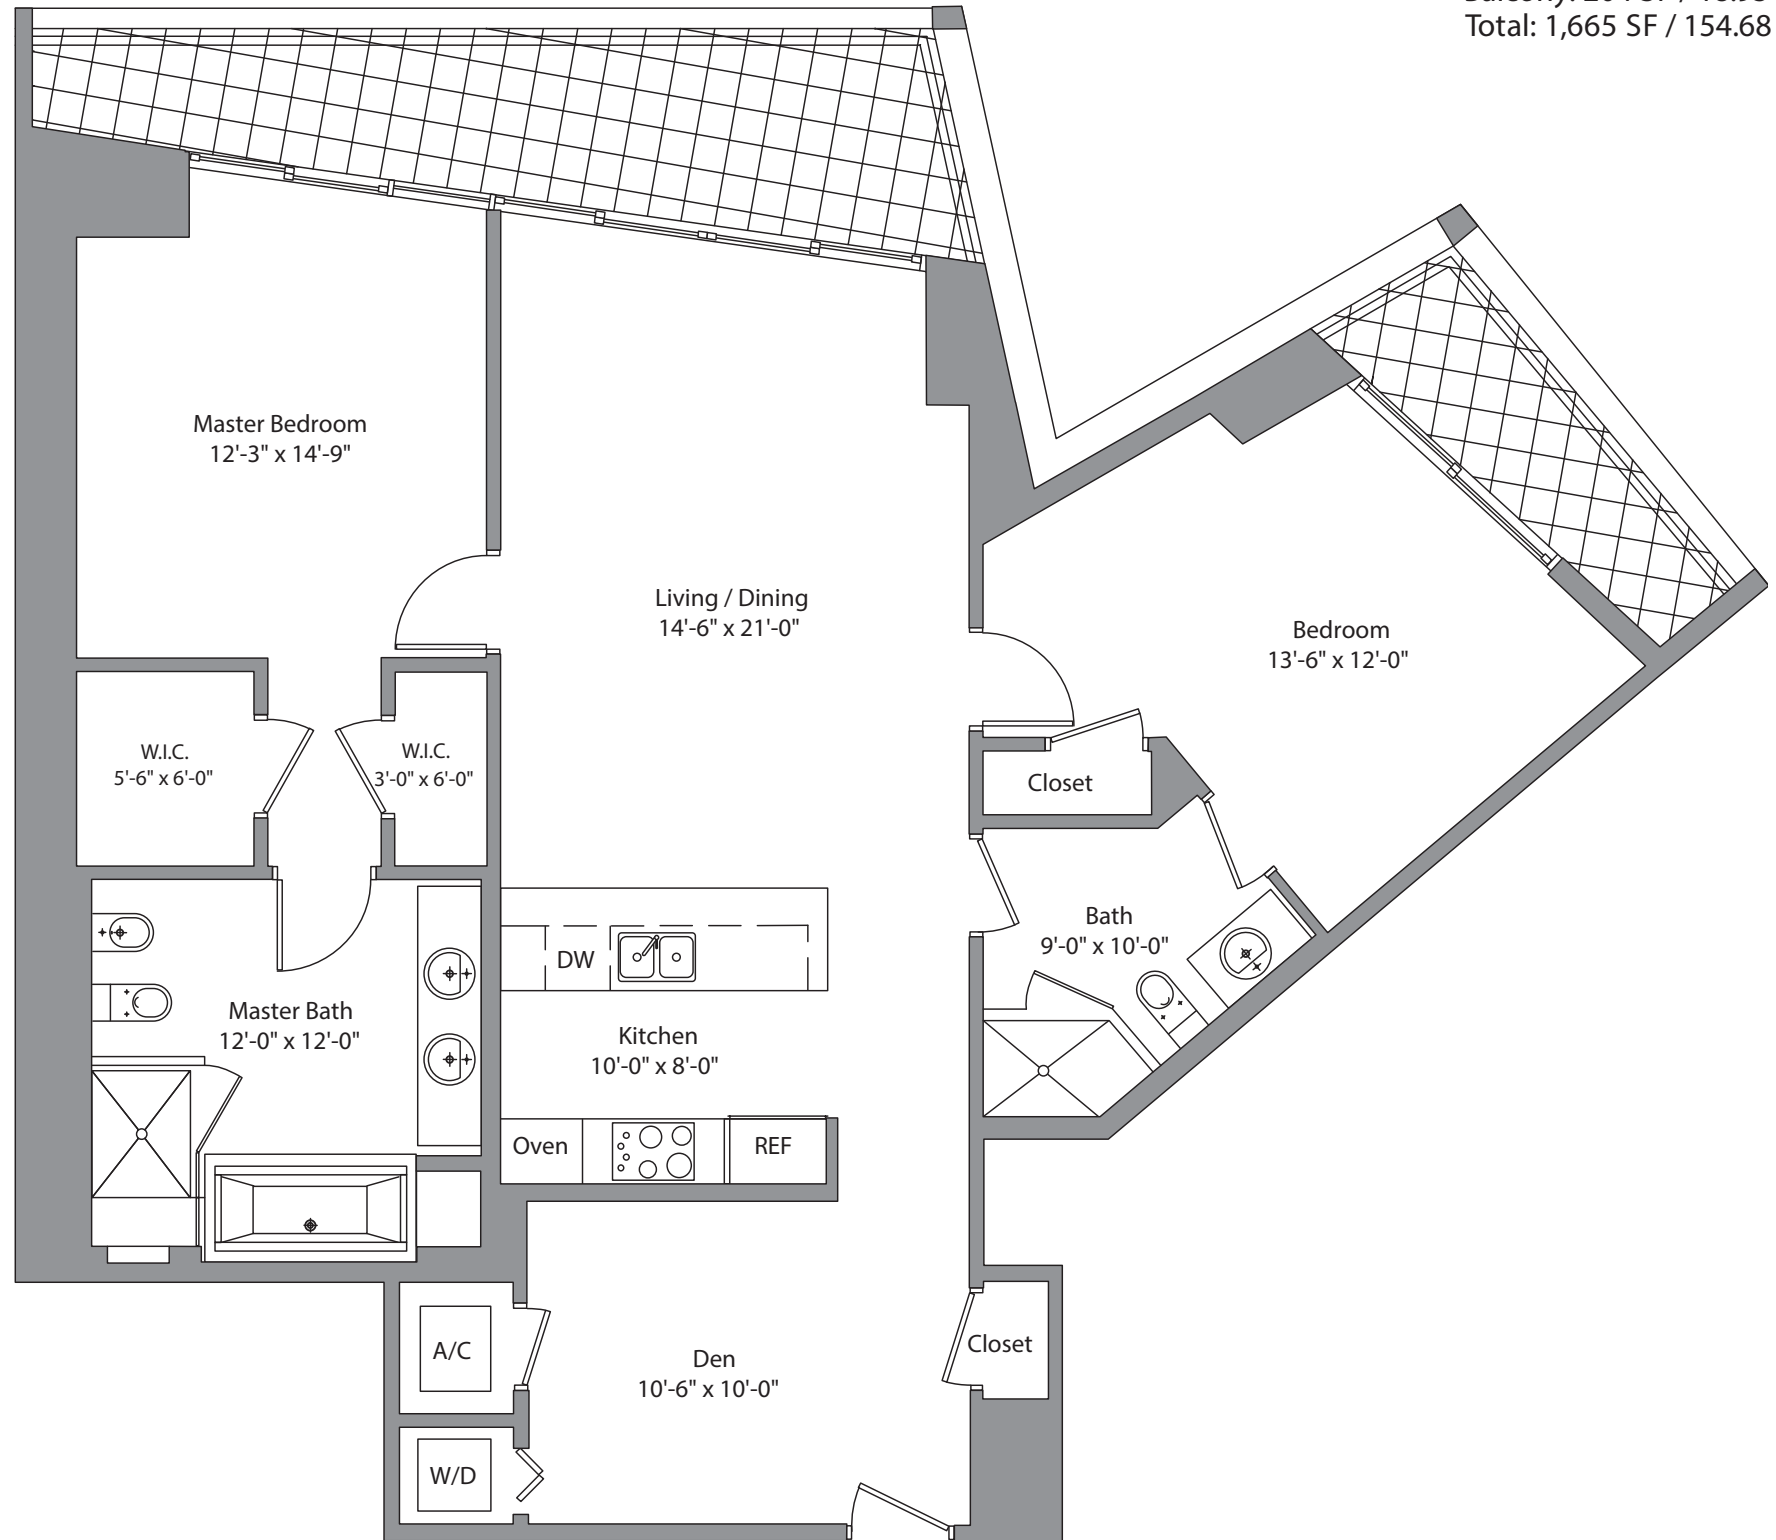 Total: 1,665 SF / 154.68
Master Bedroom
12'-3" x 14'-9"
Living / Dining
14'-6" x 21'-0"
Bedroom
13'-6" x 12'-0"
W.I.C.
5'-6" x 6'-0"
W.I.C.
3'-0" x 6'-0"
Closet
Bath
9'-0" x 10'-0"
DW
Master Bath
12'-0" x 12'-0"
Kitchen
10'-0" x 8'-0"
Oven
REF
A/C
Den
10'-6" x 10'-0"
Closet
W/D